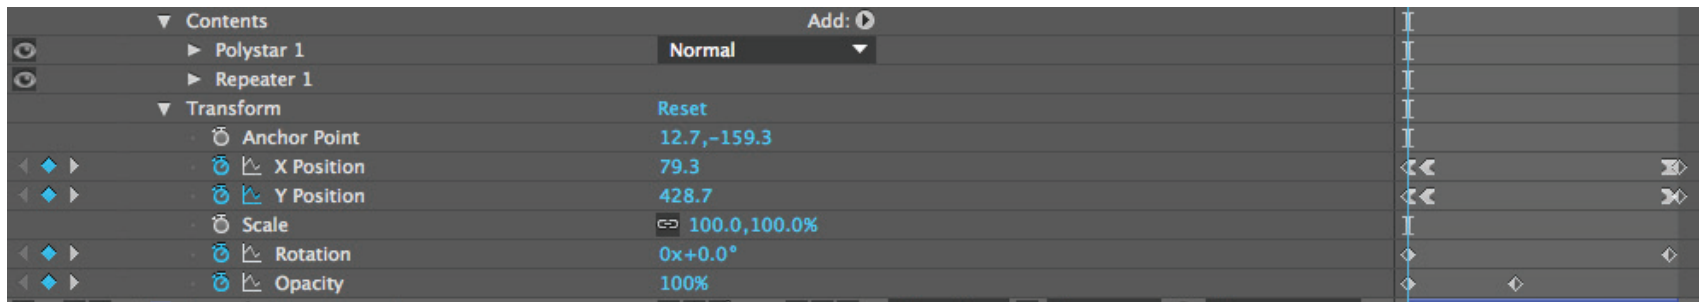 Contents Add:
Polystar 1 Normal
Repeater 1
Transform Reset
Anchor Point 12.7,-159.3
X Position 79.3
Y Position 428.7
Scale 100.0,100.0%
Rotation 0x+0.0°
Opacity 100%